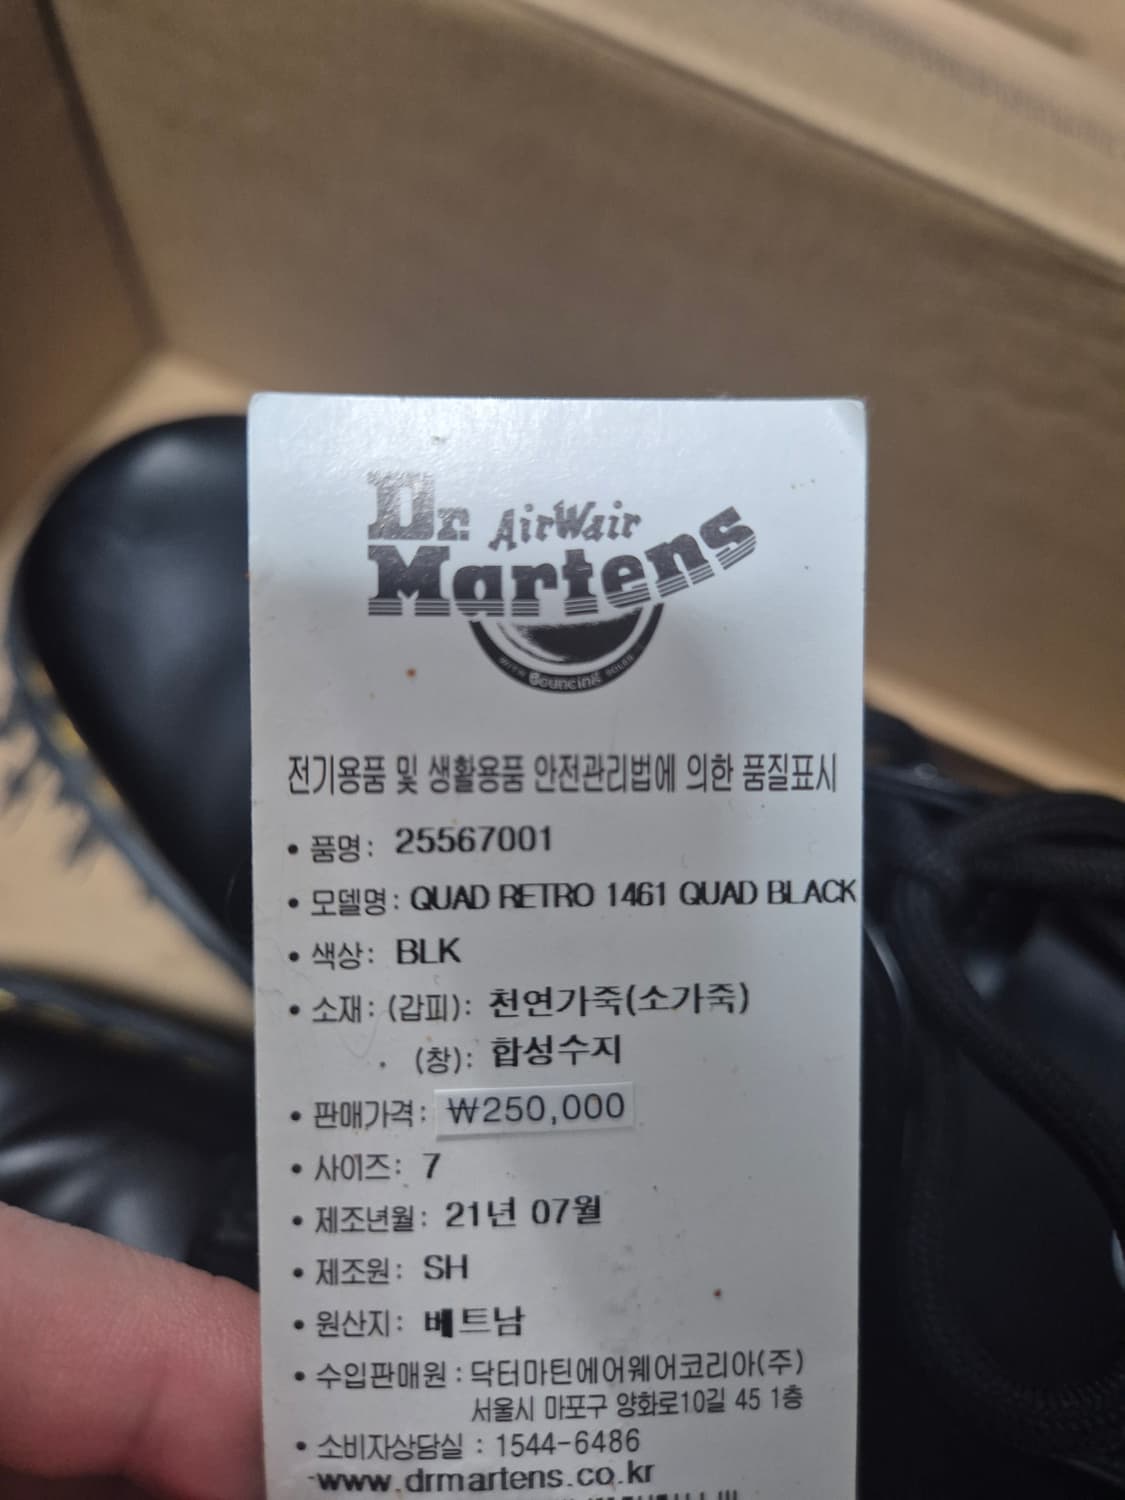 Dr. AirWair
Martens
WITH Bouncing SOLES
전기용품 및 생활용품 안전관리법에 의한 품질표시
• 품명: 25567001
• 모델명: QUAD RETRO 1461 QUAD BLACK
• 색상: BLK
• 소재: (갑피): 천연가죽(소가죽)
(창): 합성수지
• 판매가격: ₩250,000
• 사이즈: 7
• 제조년월: 21년 07월
• 제조원: SH
• 원산지: 베트남
• 수입판매원 : 닥터마틴에어웨어코리아(주)
서울시 마포구 양화로10길 45 1층
• 소비자상담실 : 1544-6486
-www.drmartens.co.kr